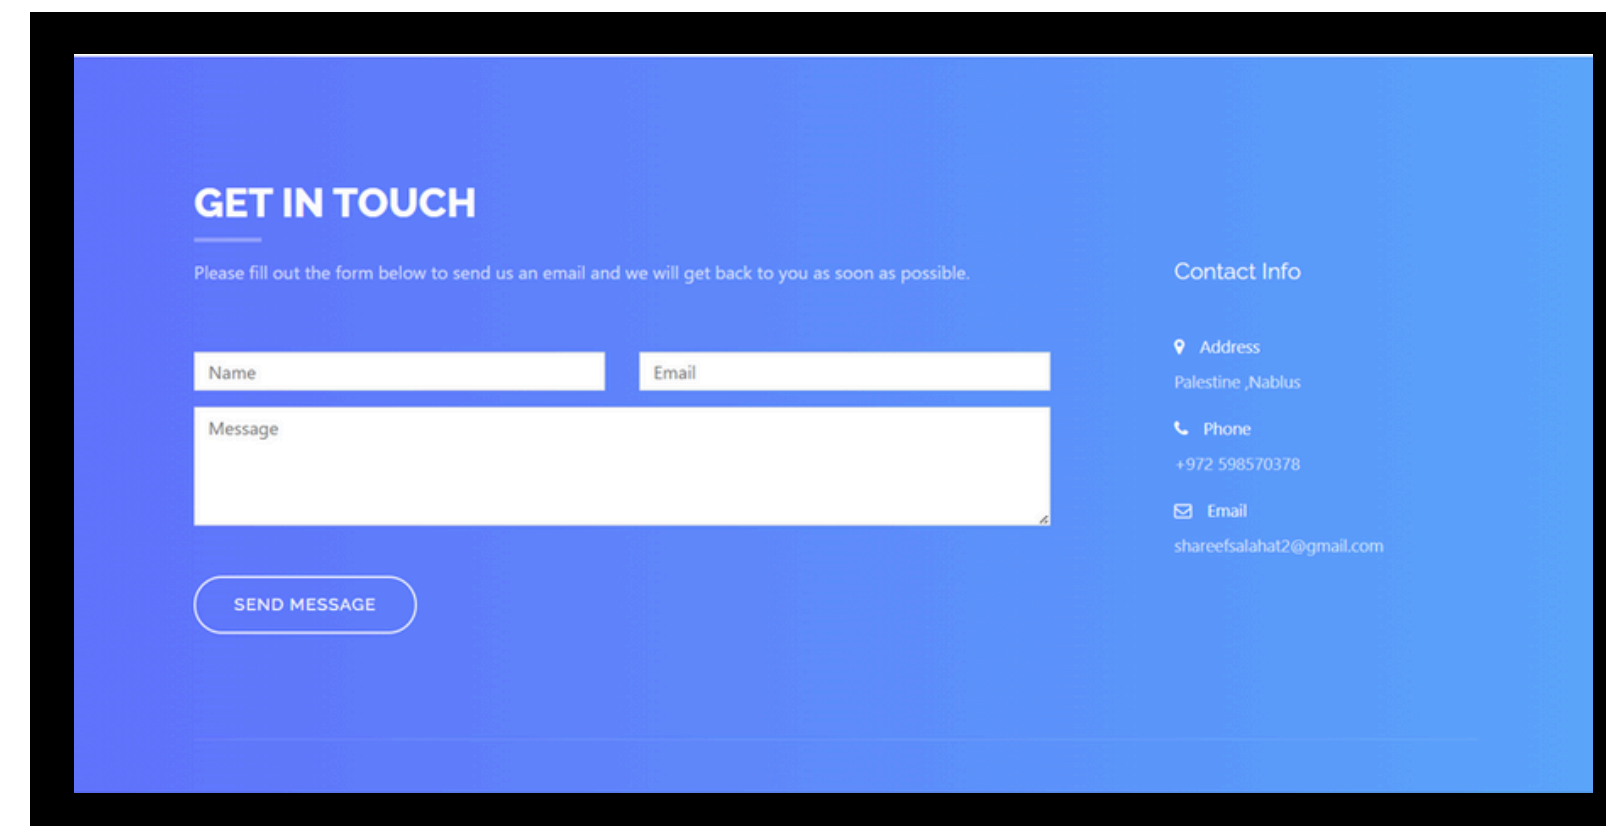 GET IN TOUCH
Please fill out the form below to send us an email and we will get back to you as soon as possible.
Name
Email
Message
SEND MESSAGE
Contact Info
Address
Palestine ,Nablus
Phone
+972 598570378
Email
shareefsalahat2@gmail.com